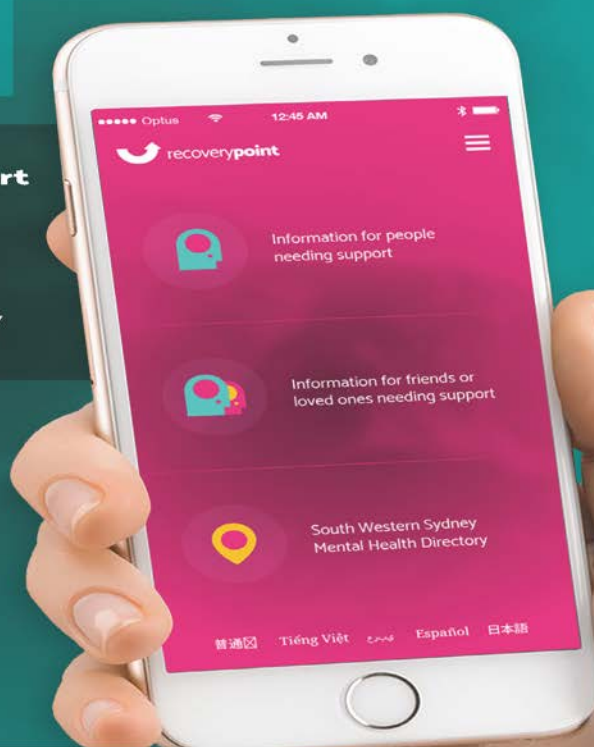 rt
Optus
12:45 AM
recoverypoint
Information for people
needing support
Information for friends or
loved ones needing support
South Western Sydney
Mental Health Directory
普通 Tiếng Việt Español 日本語